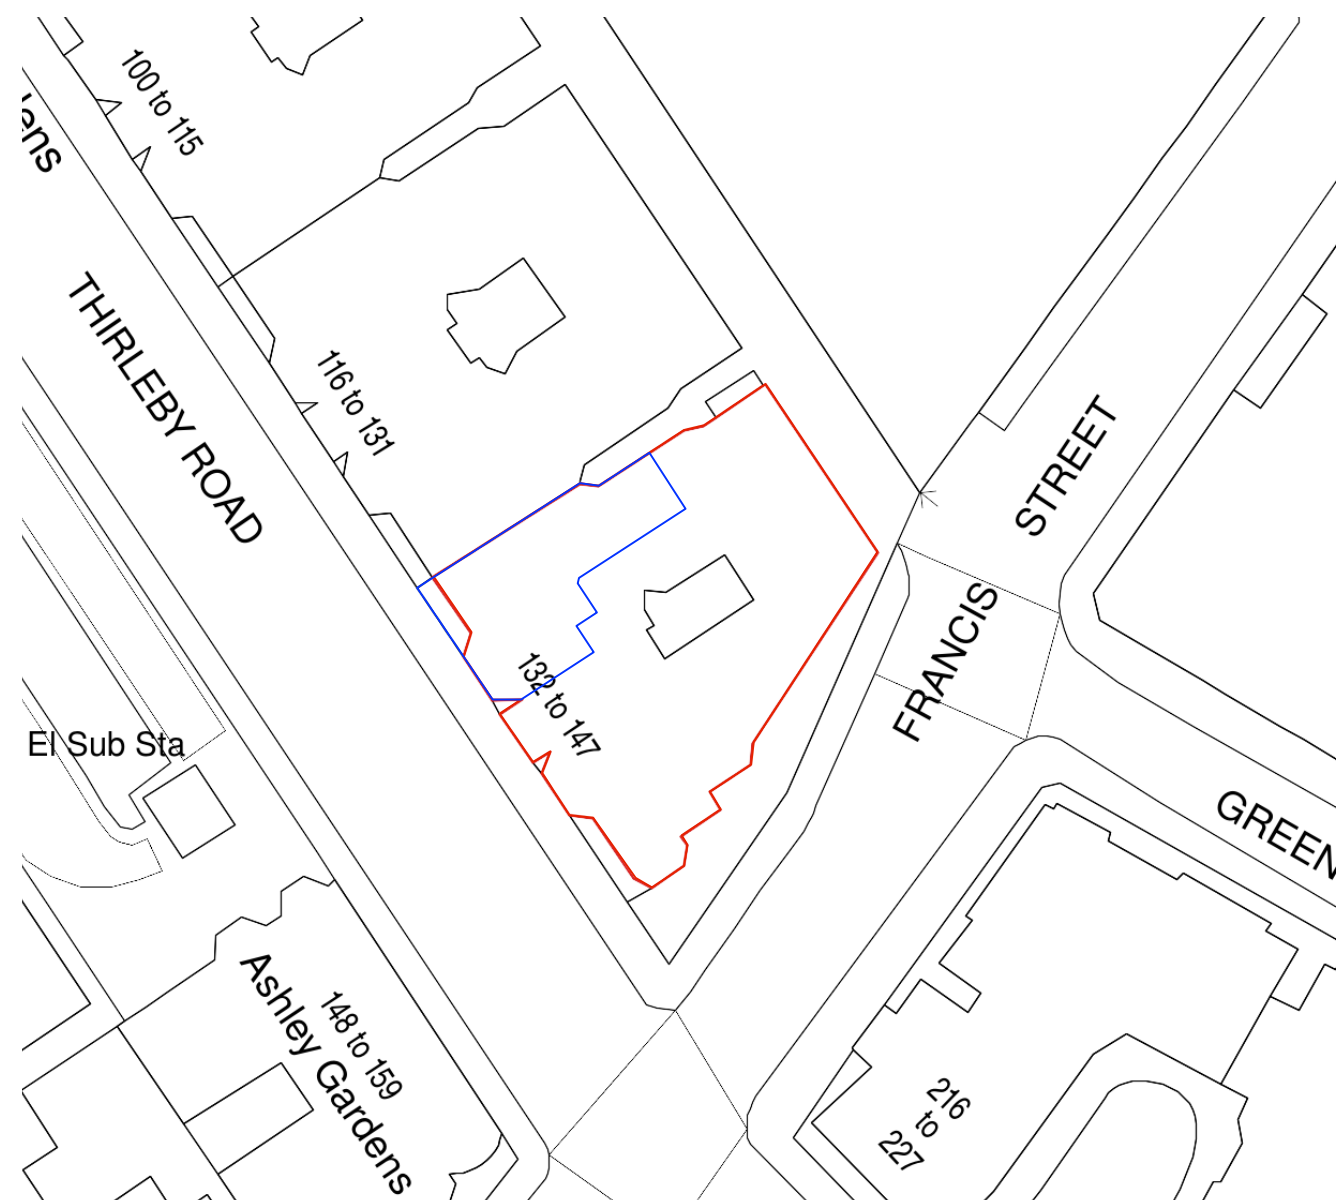 100 to 115
THIRLEBY ROAD
116 to 131
STREET
FRANCIS
132 to 147
El Sub Sta
GREEN
Ashley Gardens
148 to 159
216
to
227